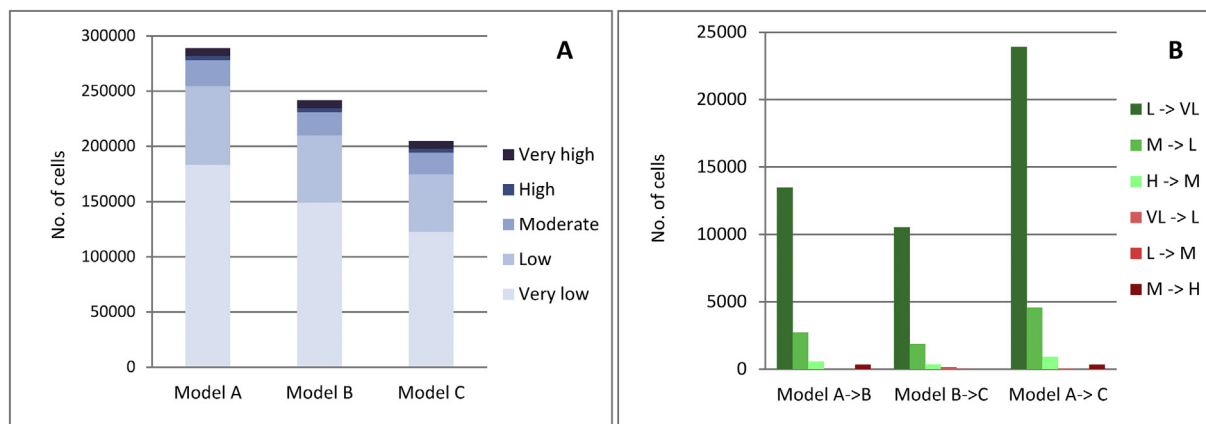 A
300000
250000
200000
150000
100000
50000
0
No. of cells
Model A
Model B
Model C
Very high
High
Moderate
Low
Very low
B
25000
20000
15000
10000
5000
0
No. of cells
Model A->B
Model B->C
Model A-> C
L -> VL
M -> L
H -> M
VL -> L
L -> M
M -> H